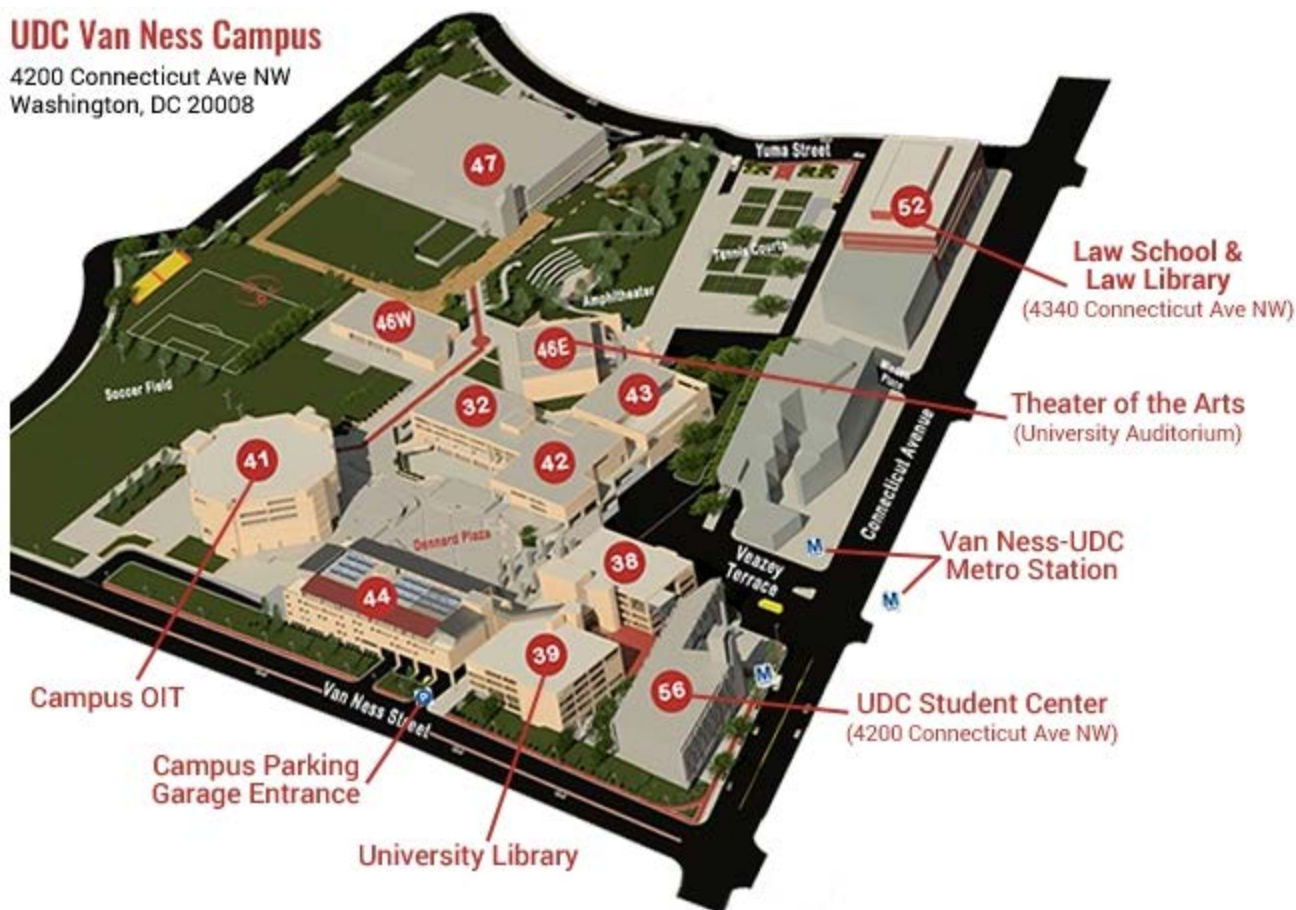 UDC Van Ness Campus
4200 Connecticut Ave NW
Washington, DC 20008
47
Yuma Street
52
Law School &
Law Library
(4340 Connecticut Ave NW)
Tennis Courts
Amphitheater
46W
46E
Soccer Field
32
43
Theater of the Arts
(University Auditorium)
41
42
Connecticut Avenue
Dennard Plaza
M
Van Ness-UDC
Metro Station
38
Veazey
Terrace
M
44
39
M
56
Campus OIT
Van Ness Street
P
UDC Student Center
(4200 Connecticut Ave NW)
Campus Parking
Garage Entrance
University Library